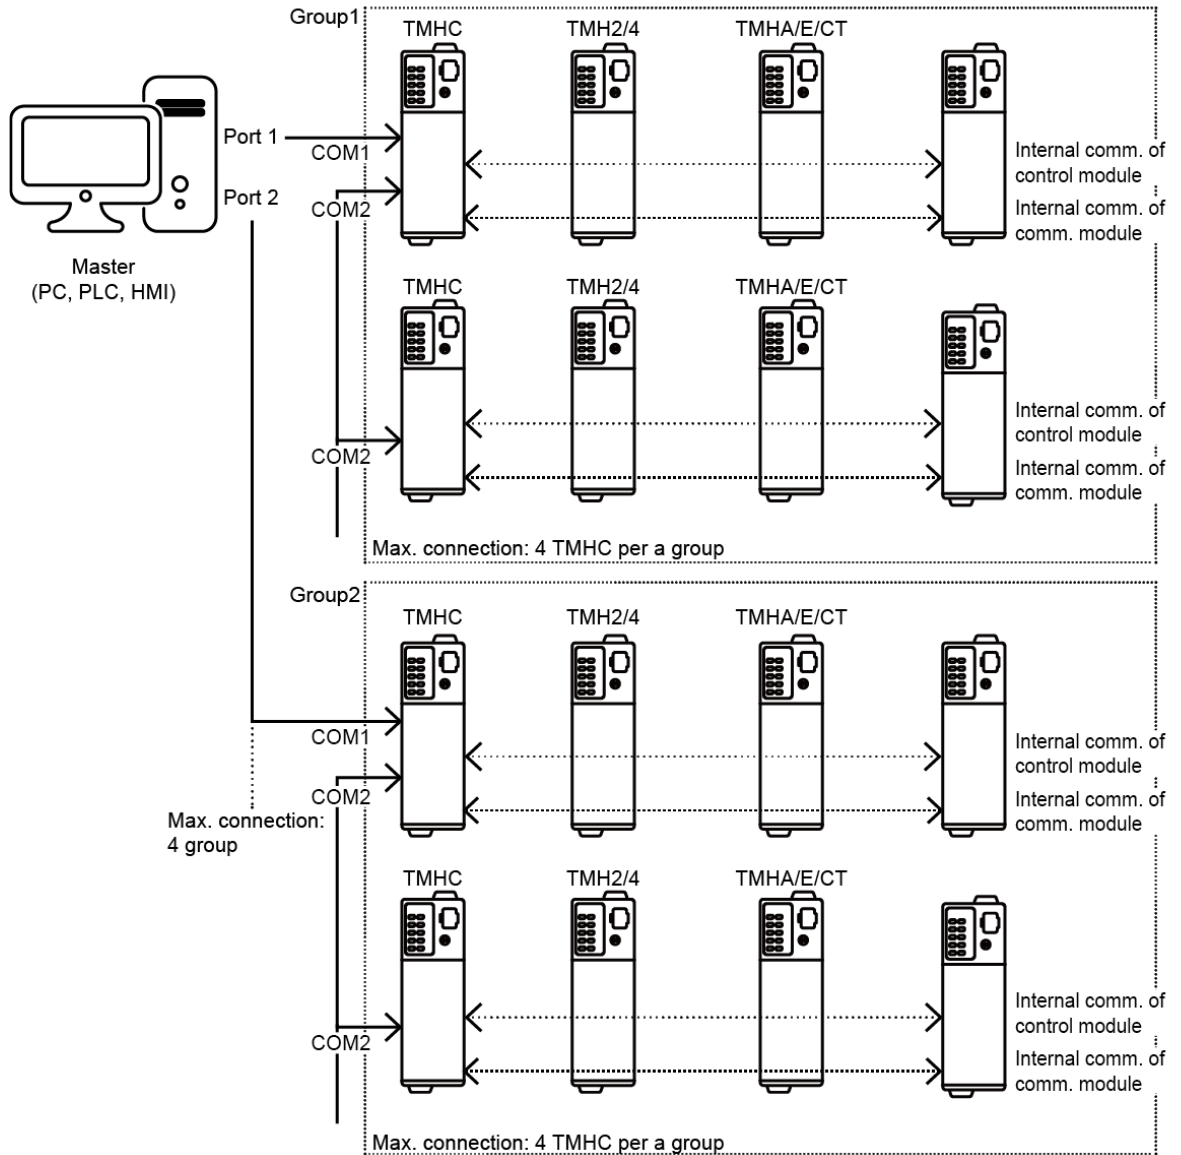 Group1
TMHC
TMH2/4
TMHA/E/CT
Port 1
COM1
Internal comm. of
control module
Port 2
COM2
Internal comm. of
comm. module
Master
(PC, PLC, HMI)
TMHC
TMH2/4
TMHA/E/CT
Internal comm. of
control module
COM2
Internal comm. of
comm. module
Max. connection: 4 TMHC per a group
Group2
TMHC
TMH2/4
TMHA/E/CT
COM1
Internal comm. of
control module
COM2
Internal comm. of
comm. module
Max. connection:
4 group
TMHC
TMH2/4
TMHA/E/CT
Internal comm. of
control module
COM2
Internal comm. of
comm. module
Max. connection: 4 TMHC per a group